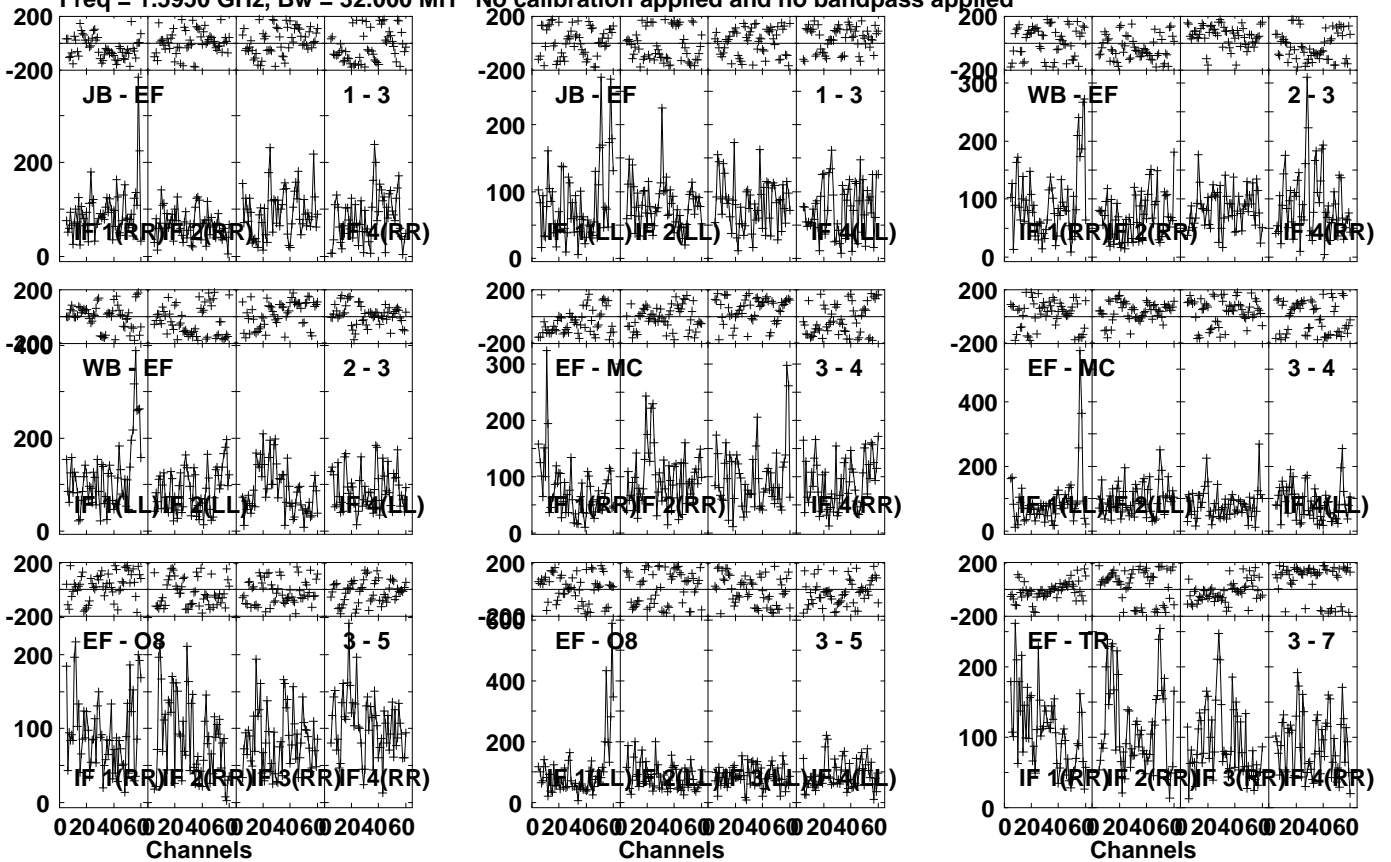 Freq = 1.5950 GHz, Bw = 32.000 MH No calibration applied and no bandpass applied
200
-200
JB - EF 1 - 3
200
100
0
IF 1(RR) IF 2(RR) IF 4(RR)
200
-200
JB - EF 1 - 3
200
100
0
IF 1(LL) IF 2(LL) IF 4(LL)
200
-200
300
WB - EF 2 - 3
200
100
0
IF 1(RR) IF 2(RR) IF 4(RR)
200
-200
400
WB - EF 2 - 3
200
0
IF 1(LL) IF 2(LL) IF 4(LL)
200
-200
300
EF - MC 3 - 4
200
100
0
IF 1(RR) IF 2(RR) IF 4(RR)
200
-200
EF - MC 3 - 4
400
200
0
IF 1(LL) IF 2(LL) IF 4(LL)
200
-200
EF - O8 3 - 5
200
100
0
IF 1(RR) IF 2(RR) IF 3(RR) IF 4(RR)
0 20 40 60 0 20 40 60 0 20 40 60 0 20 40 60
Channels
200
-200
600
EF - O8 3 - 5
400
200
0
IF 1(LL) IF 2(LL) IF 3(LL) IF 4(LL)
0 20 40 60 0 20 40 60 0 20 40 60 0 20 40 60
Channels
200
-200
EF - TR 3 - 7
200
100
0
IF 1(RR) IF 2(RR) IF 3(RR) IF 4(RR)
0 20 40 60 0 20 40 60 0 20 40 60 0 20 40 60
Channels